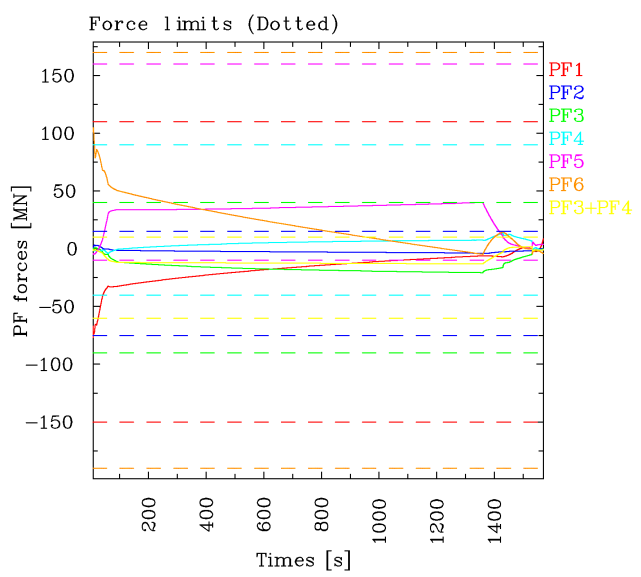 Force limits (Dotted)
PF forces [MN]
150
100
50
0
−50
−100
−150
200
400
600
800
1000
1200
1400
Times [s]
PF1
PF2
PF3
PF4
PF5
PF6
PF3+PF4